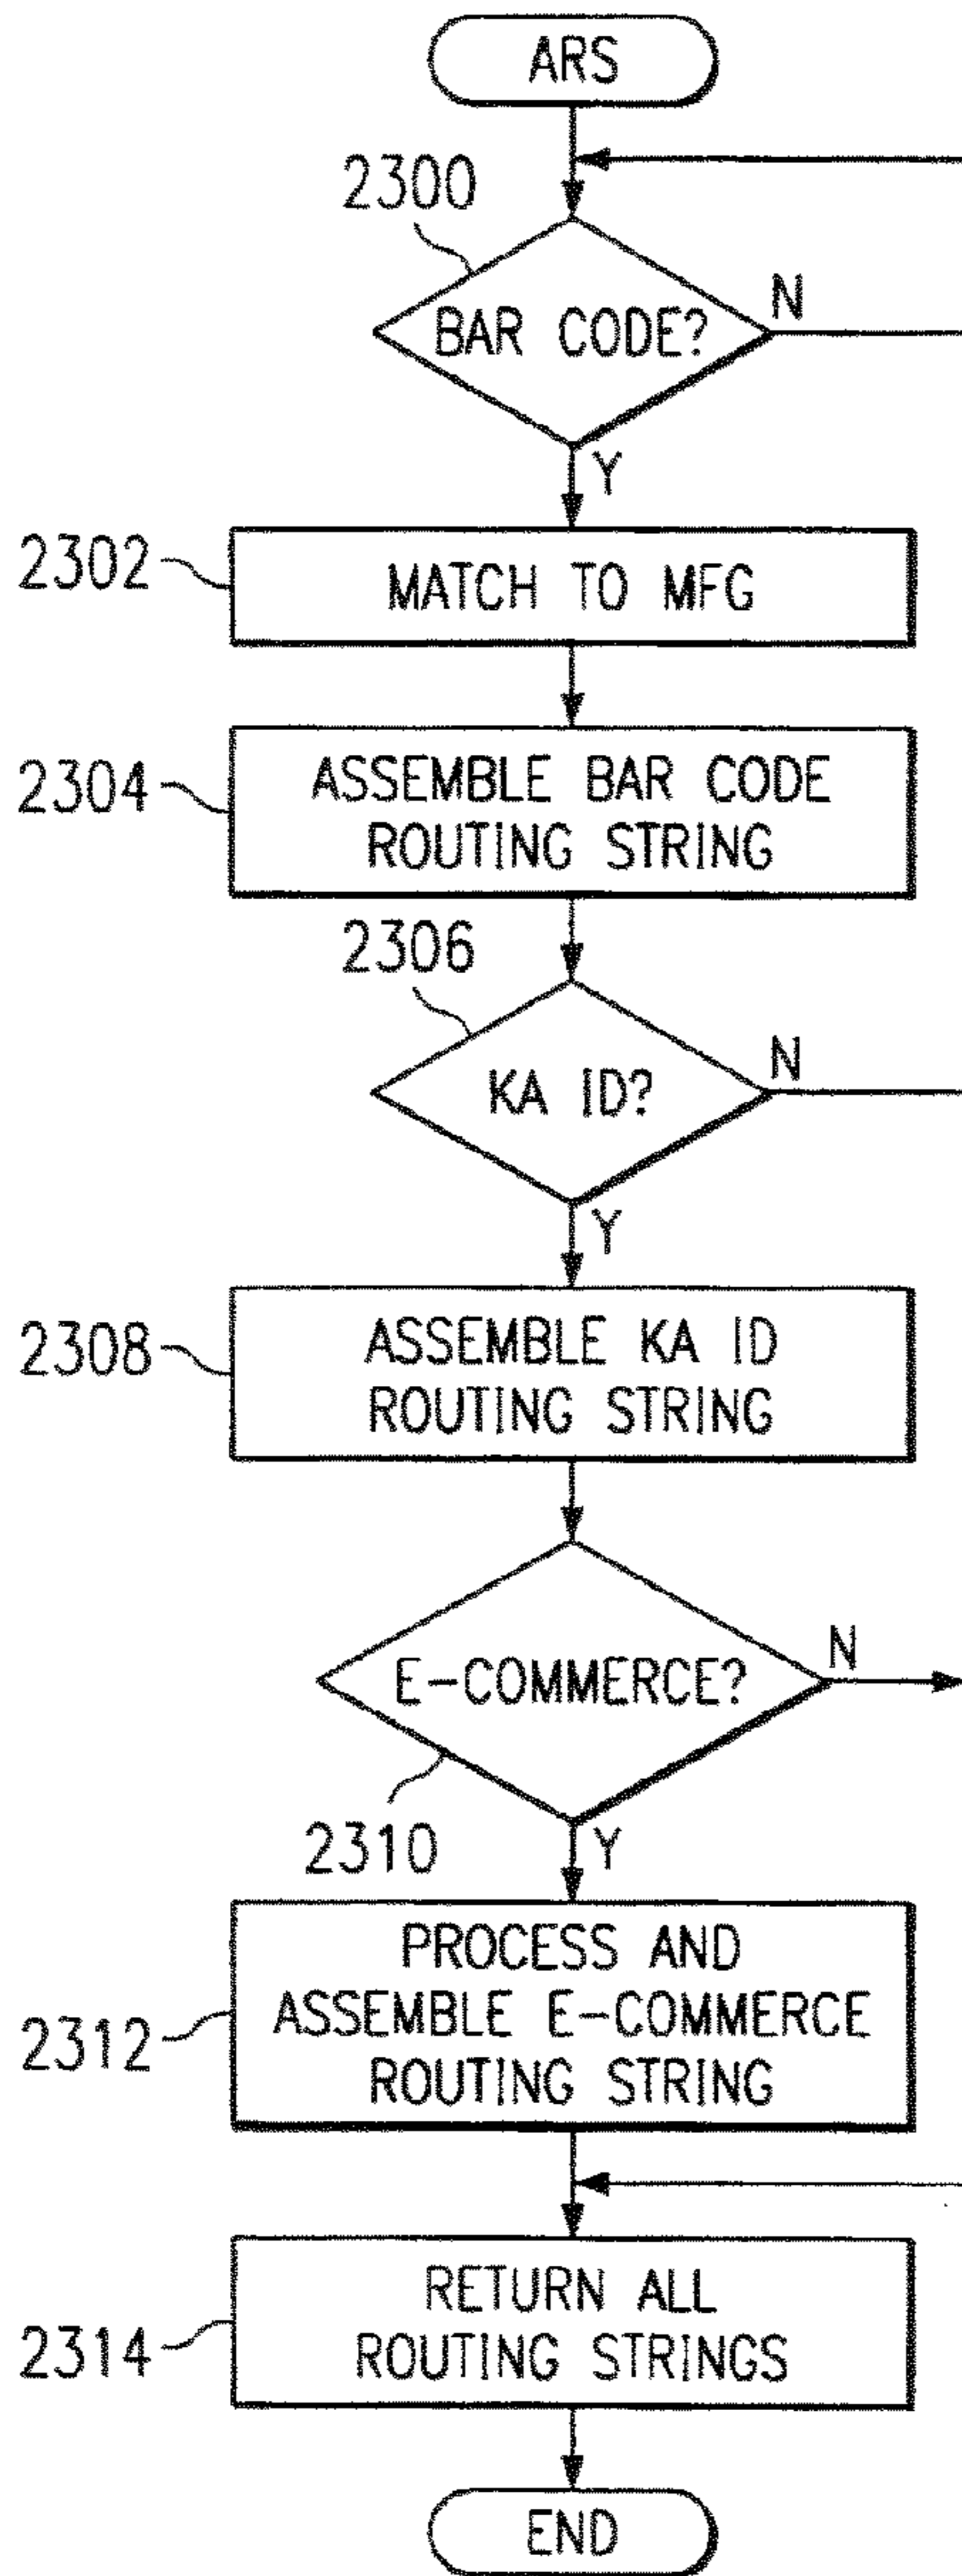 ARS
2300
BAR CODE?
N
Y
2302
MATCH TO MFG
2304
ASSEMBLE BAR CODE
ROUTING STRING
2306
KA ID?
N
Y
2308
ASSEMBLE KA ID
ROUTING STRING
E-COMMERCE?
N
2310
Y
PROCESS AND
2312
ASSEMBLE E-COMMERCE
ROUTING STRING
2314
RETURN ALL
ROUTING STRINGS
END